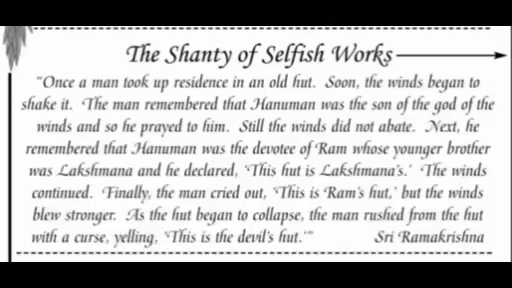 The Shanty of Selfish Works
"Once a man took up residence in an old hut. Soon, the winds began to
shake it. The man remembered that Hanuman was the son of the god of the
winds and so he prayed to him. Still the winds did not abate. Next, he
remembered that Hanuman was the devotee of Ram whose younger brother
was Lakshmana and he declared, 'This hut is Lakshmana's.' The winds
continued. Finally, the man cried out, 'This is Ram's hut,' but the winds
blew stronger. As the hut began to collapse, the man rushed from the hut
with a curse, yelling, 'This is the devil's hut.'" Sri Ramakrishna